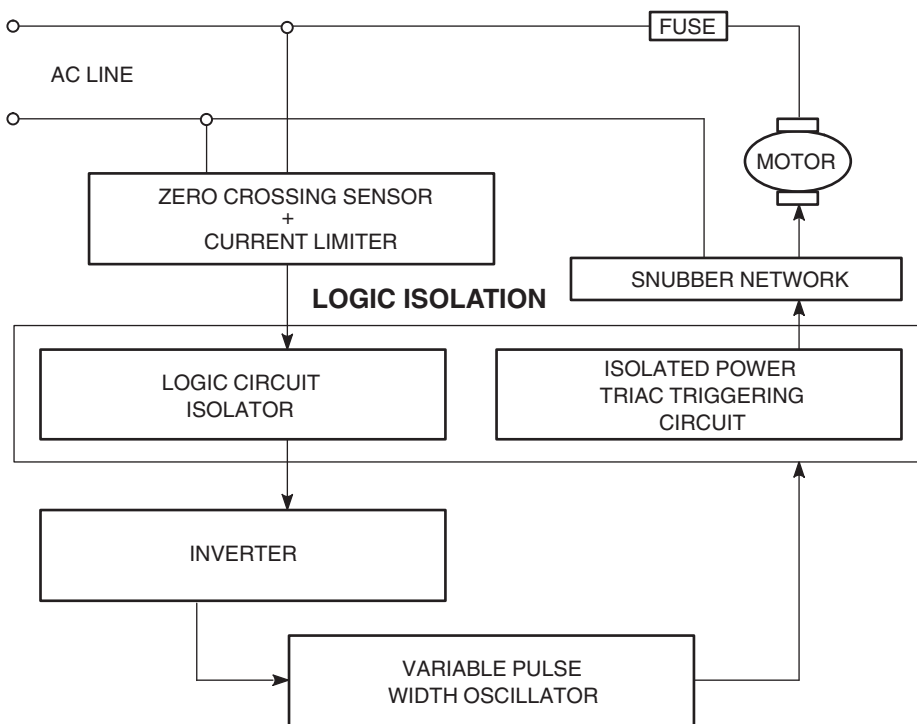 FUSE
AC LINE
MOTOR
ZERO CROSSING SENSOR
+
CURRENT LIMITER
SNUBBER NETWORK
LOGIC ISOLATION
LOGIC CIRCUIT
ISOLATOR
ISOLATED POWER
TRIAC TRIGGERING
CIRCUIT
INVERTER
VARIABLE PULSE
WIDTH OSCILLATOR